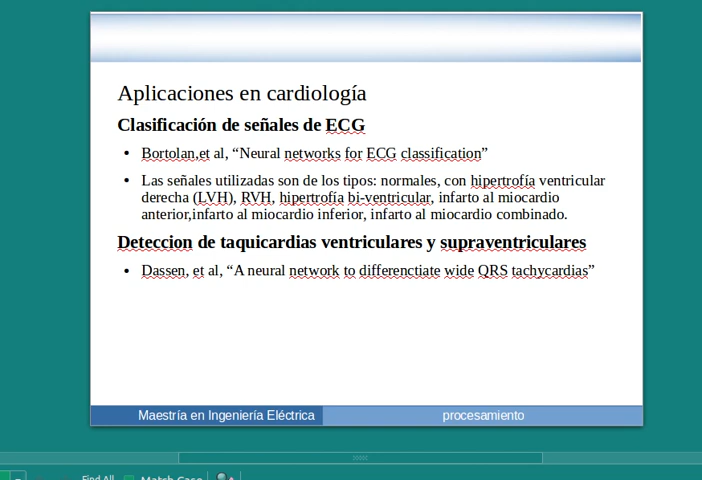 Aplicaciones en cardiología
Clasificación de señales de ECG
• Bortolan,et al, “Neural networks for ECG classification”
• Las señales utilizadas son de los tipos: normales, con hipertrofía ventricular
derecha (LVH), RVH, hipertrofía bi-ventricular, infarto al miocardio
anterior,infarto al miocardio inferior, infarto al miocardio combinado.
Deteccion de taquicardias ventriculares y supraventriculares
• Dassen, et al, “A neural network to differenctiate wide QRS tachycardias”
Maestría en Ingeniería Eléctrica procesamiento
Find All Match Case